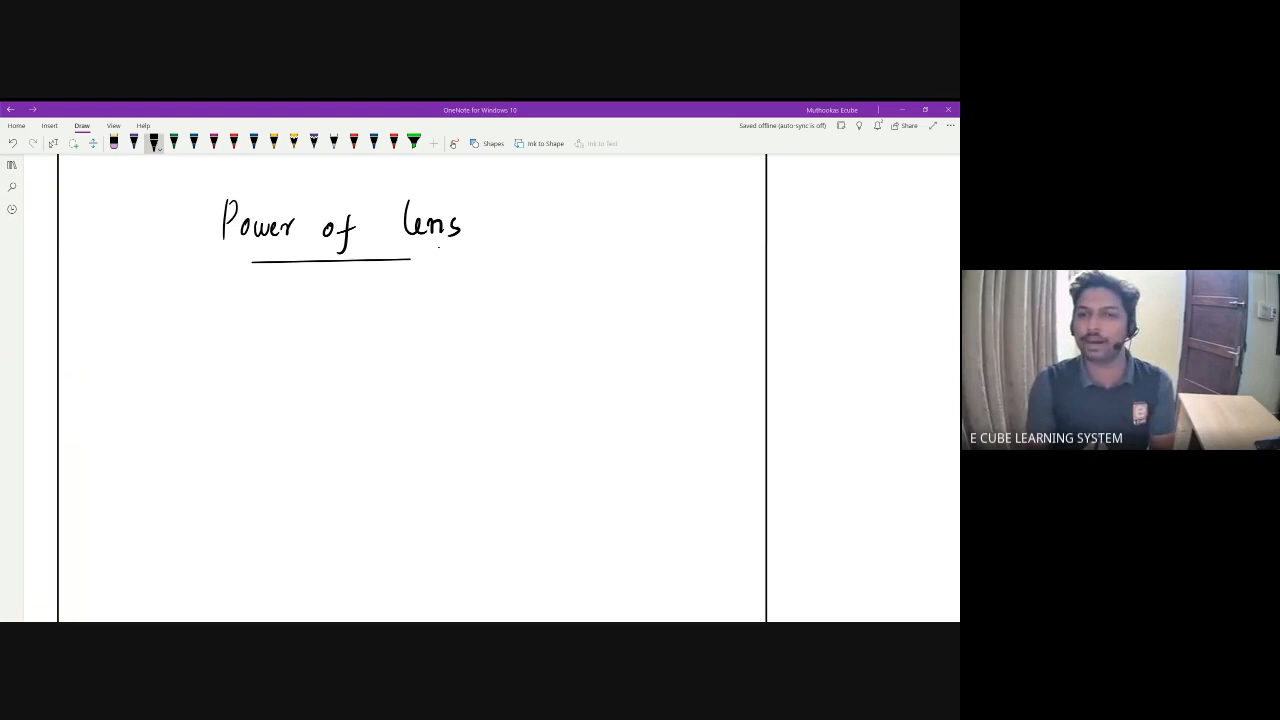 OneNote for Windows 10
Muthookas Ecube
Home Insert Draw View Help
Saved offline (auto-sync is off)
Share
Shapes
Ink to Shape
Ink to Text
Power of lens
E CUBE LEARNING SYSTEM